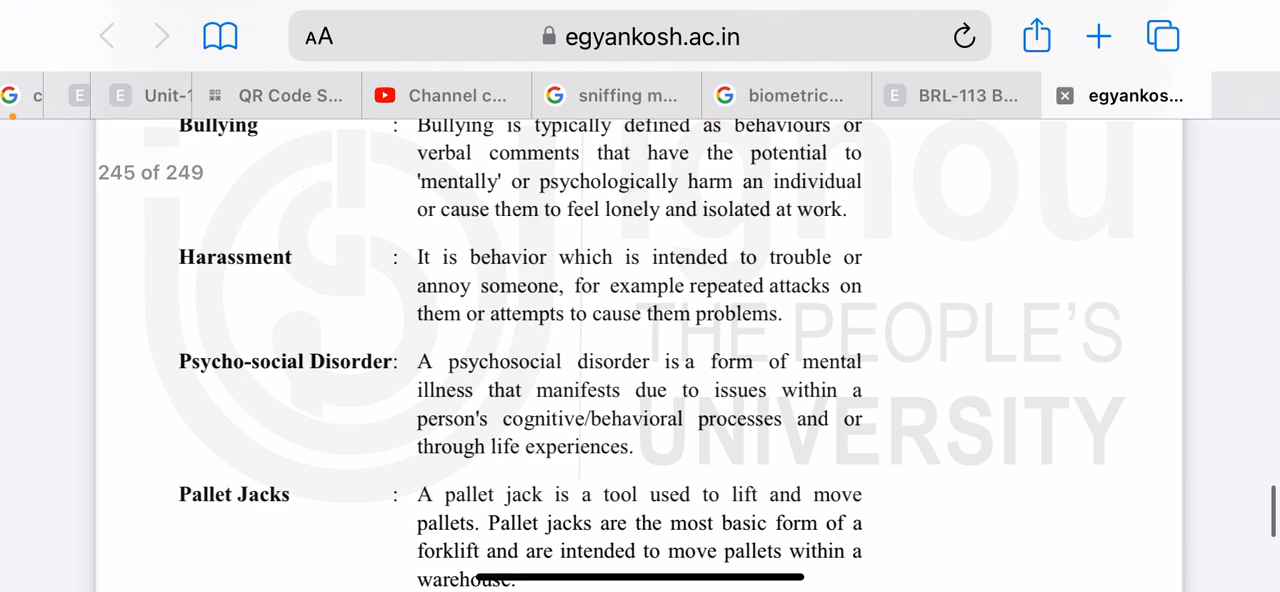 AA egyankosh.ac.in
c E E Unit-1 QR Code S... Channel c... sniffing m... biometric... E BRL-113 B... egyankos...
245 of 249
Bullying : Bullying is typically defined as behaviours or
verbal comments that have the potential to
'mentally' or psychologically harm an individual
or cause them to feel lonely and isolated at work.
Harassment : It is behavior which is intended to trouble or
annoy someone, for example repeated attacks on
them or attempts to cause them problems.
Psycho-social Disorder: A psychosocial disorder is a form of mental
illness that manifests due to issues within a
person's cognitive/behavioral processes and or
through life experiences.
Pallet Jacks : A pallet jack is a tool used to lift and move
pallets. Pallet jacks are the most basic form of a
forklift and are intended to move pallets within a
warehouse.
ignou
THE PEOPLE'S
UNIVERSITY